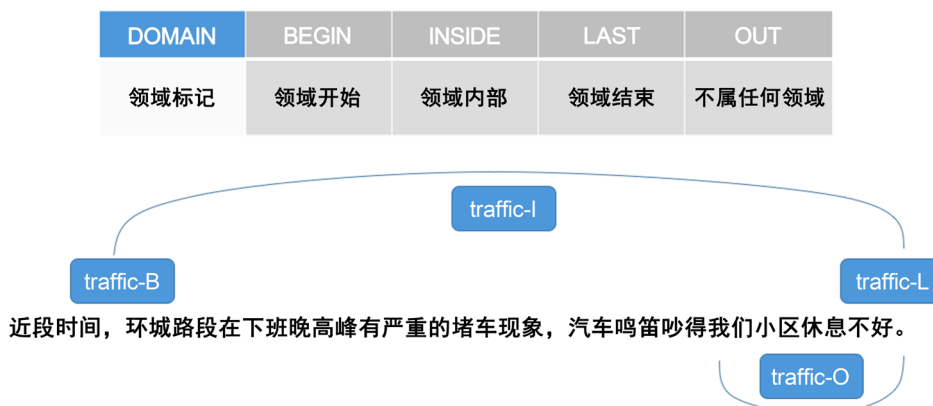 DOMAIN BEGIN INSIDE LAST OUT
领域标记 领域开始 领域内部 领域结束 不属任何领域
traffic-I
traffic-B traffic-L
近段时间，环城路段在下班晚高峰有严重的堵车现象，汽车鸣笛吵得我们小区休息不好。
traffic-O